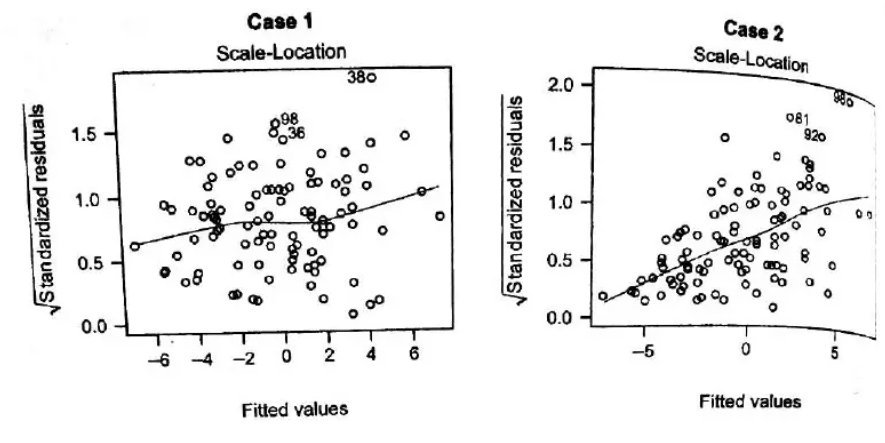 Case 1
Scale-Location
√Standardized residuals
0.0
0.5
1.0
1.5
38
98
36
−6 −4 −2 0 2 4 6
Fitted values
Case 2
Scale-Location
√Standardized residuals
0.0
0.5
1.0
1.5
2.0
81
92
−5 0 5
Fitted values